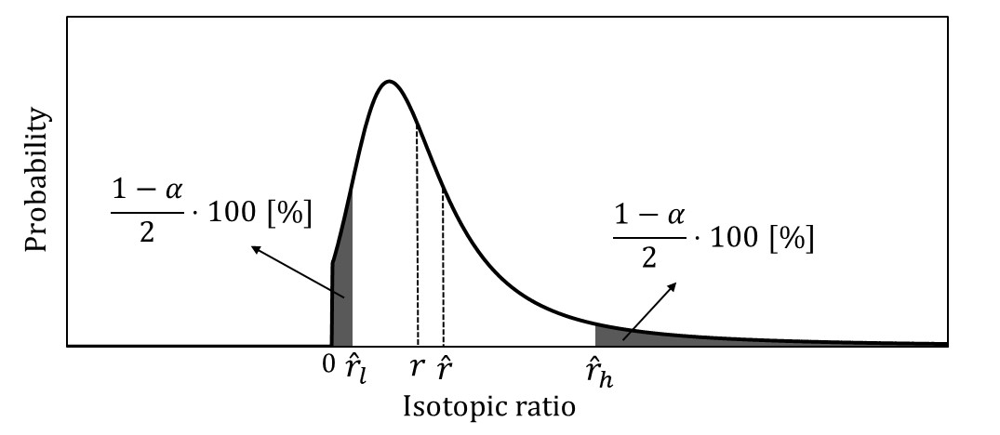 Probability
(1 − α)/2 · 100 [%]
(1 − α)/2 · 100 [%]
0 r̂ₗ r r̂ r̂ₕ
Isotopic ratio